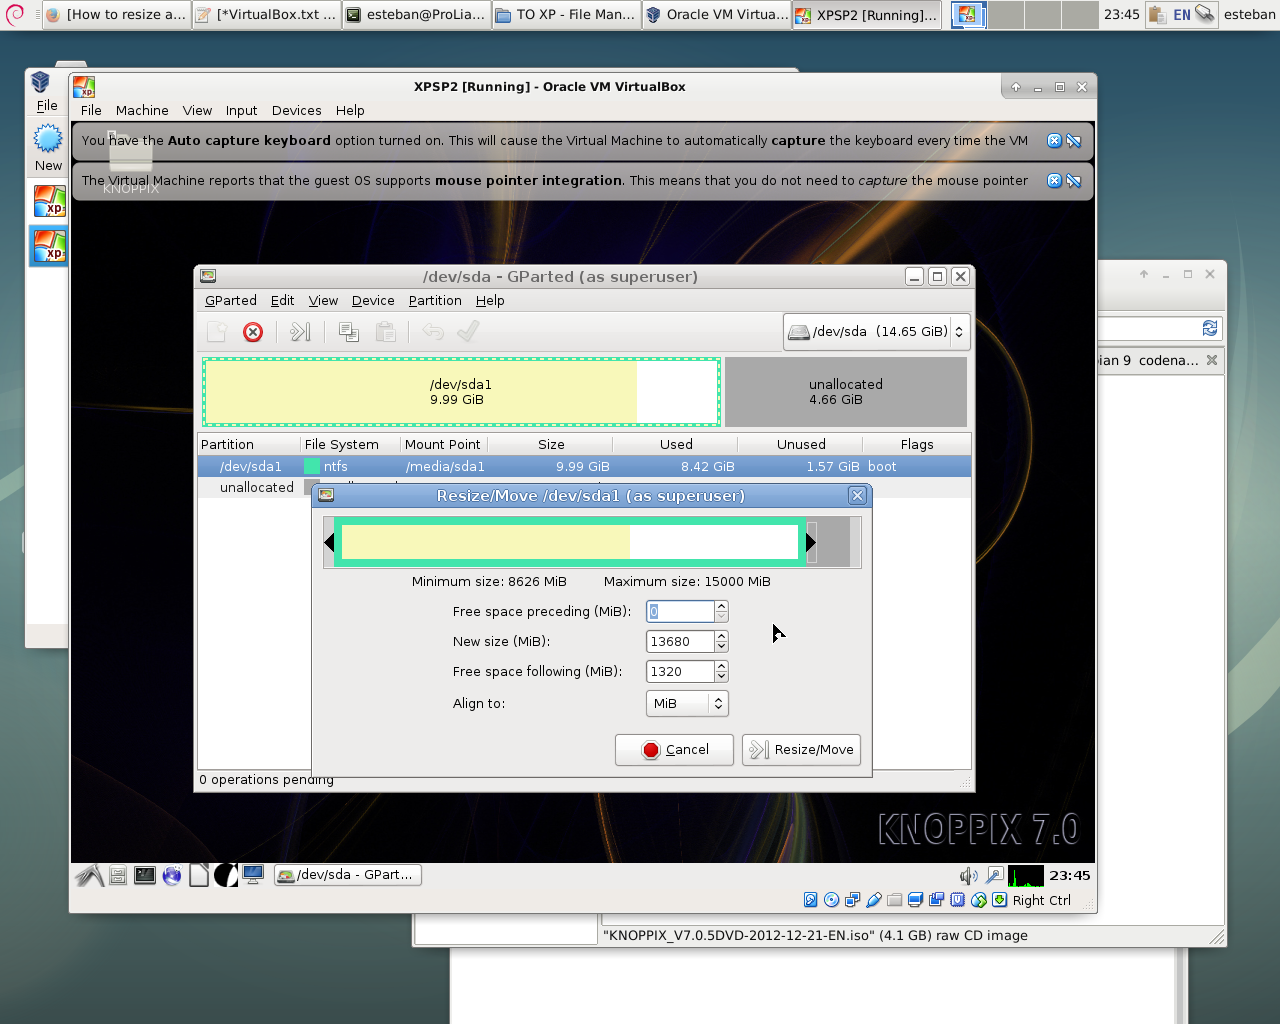 [How to resize a...
[*VirtualBox.txt ...
esteban@ProLia...
TO XP - File Man...
Oracle VM Virtua...
XPSP2 [Running]...
23:45
EN
esteban
XPSP2 [Running] - Oracle VM VirtualBox
File
File Machine View Input Devices Help
New
You have the Auto capture keyboard option turned on. This will cause the Virtual Machine to automatically capture the keyboard every time the VM
The Virtual Machine reports that the guest OS supports mouse pointer integration. This means that you do not need to capture the mouse pointer
KNOPPIX
/dev/sda - GParted (as superuser)
GParted Edit View Device Partition Help
/dev/sda (14.65 GiB)
/dev/sda1
9.99 GiB
unallocated
4.66 GiB
Partition File System Mount Point Size Used Unused Flags
/dev/sda1 ntfs /media/sda1 9.99 GiB 8.42 GiB 1.57 GiB boot
unallocated
Resize/Move /dev/sda1 (as superuser)
Minimum size: 8626 MiB Maximum size: 15000 MiB
Free space preceding (MiB): 0
New size (MiB): 13680
Free space following (MiB): 1320
Align to: MiB
Cancel Resize/Move
0 operations pending
KNOPPIX 7.0
/dev/sda - GPart...
23:45
Right Ctrl
ian 9 codena...
"KNOPPIX_V7.0.5DVD-2012-12-21-EN.iso" (4.1 GB) raw CD image